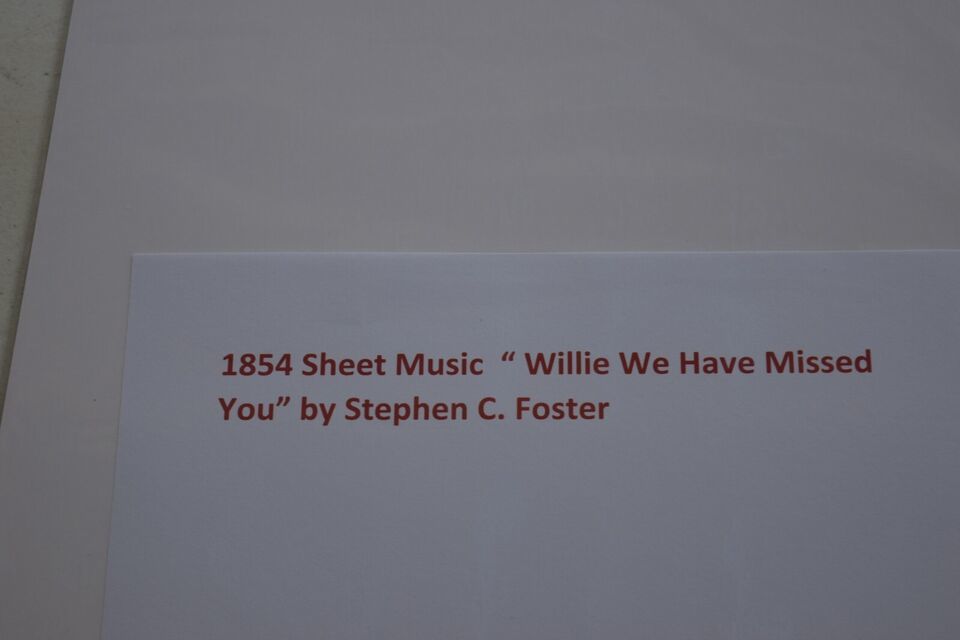 1854 Sheet Music  “ Willie We Have Missed
You” by Stephen C. Foster